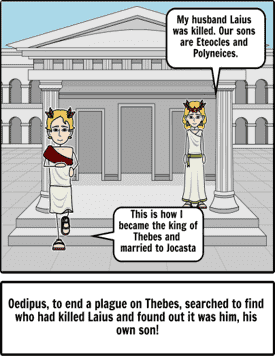 My husband Laius
was killed. Our sons
are Eteocles and
Polyneices.
This is how I
became the king of
Thebes and
married to Jocasta
Oedipus, to end a plague on Thebes, searched to find
who had killed Laius and found out it was him, his
own son!